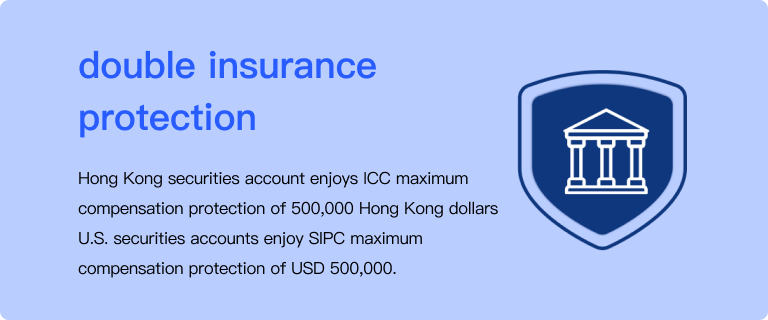 double insurance
protection
Hong Kong securities account enjoys ICC maximum
compensation protection of 500,000 Hong Kong dollars
U.S. securities accounts enjoy SIPC maximum
compensation protection of USD 500,000.